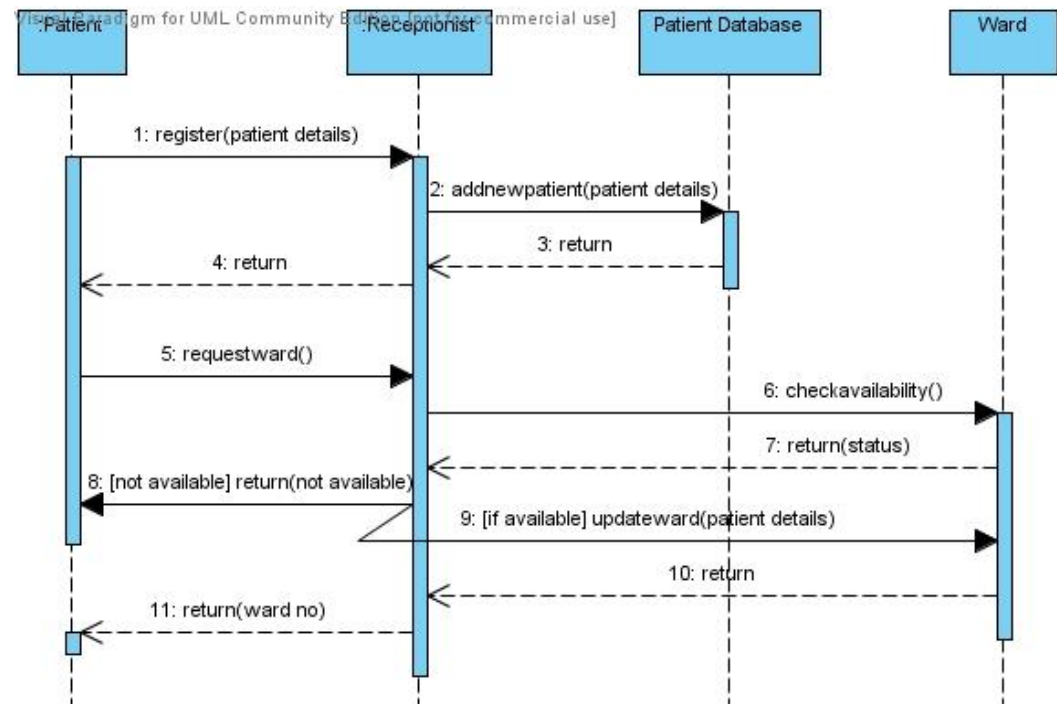 Visual Paradigm for UML Community Edition [not for commercial use]
:Patient
:Receptionist
Patient Database
Ward
1: register(patient details)
2: addnewpatient(patient details)
3: return
4: return
5: requestward()
6: checkavailability()
7: return(status)
8: [not available] return(not available)
9: [if available] updateward(patient details)
10: return
11: return(ward no)